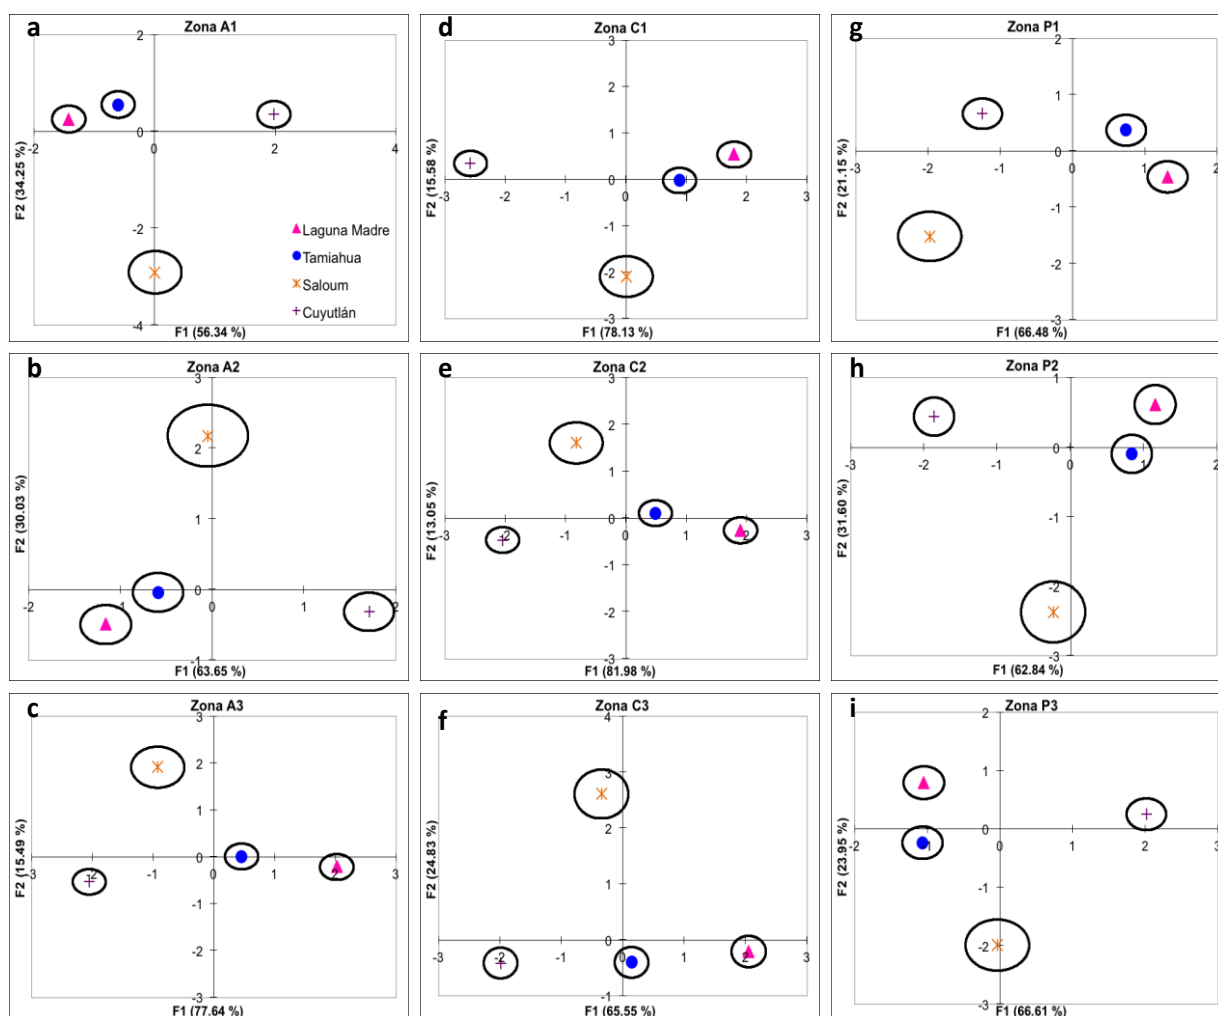 a
Zona A1
2
0
-2
-4
-2
0
2
4
F2 (34.25 %)
F1 (56.34 %)
Laguna Madre
Tamiahua
Saloum
Cuyutlán
d
Zona C1
3
2
1
0
-1
-2
-3
-3
-2
-1
0
1
2
3
F2 (15.58 %)
F1 (78.13 %)
g
Zona P1
2
1
0
-1
-2
-3
-3
-2
-1
0
1
2
F2 (21.15 %)
F1 (66.48 %)
b
Zona A2
3
2
1
0
-1
-2
-1
0
1
2
F2 (30.03 %)
F1 (63.65 %)
e
Zona C2
3
2
1
0
-1
-2
-3
-3
-2
-1
0
1
2
3
F2 (13.05 %)
F1 (81.98 %)
h
Zona P2
1
0
-1
-2
-3
-3
-2
-1
0
1
2
F2 (31.60 %)
F1 (62.84 %)
c
Zona A3
3
2
1
0
-1
-2
-3
-3
-2
-1
0
1
2
3
F2 (15.49 %)
F1 (77.64 %)
f
Zona C3
4
3
2
1
0
-1
-3
-2
-1
0
1
2
3
F2 (24.83 %)
F1 (65.55 %)
i
Zona P3
2
1
0
-1
-2
-3
-2
-1
0
1
2
3
F2 (23.95 %)
F1 (66.61 %)